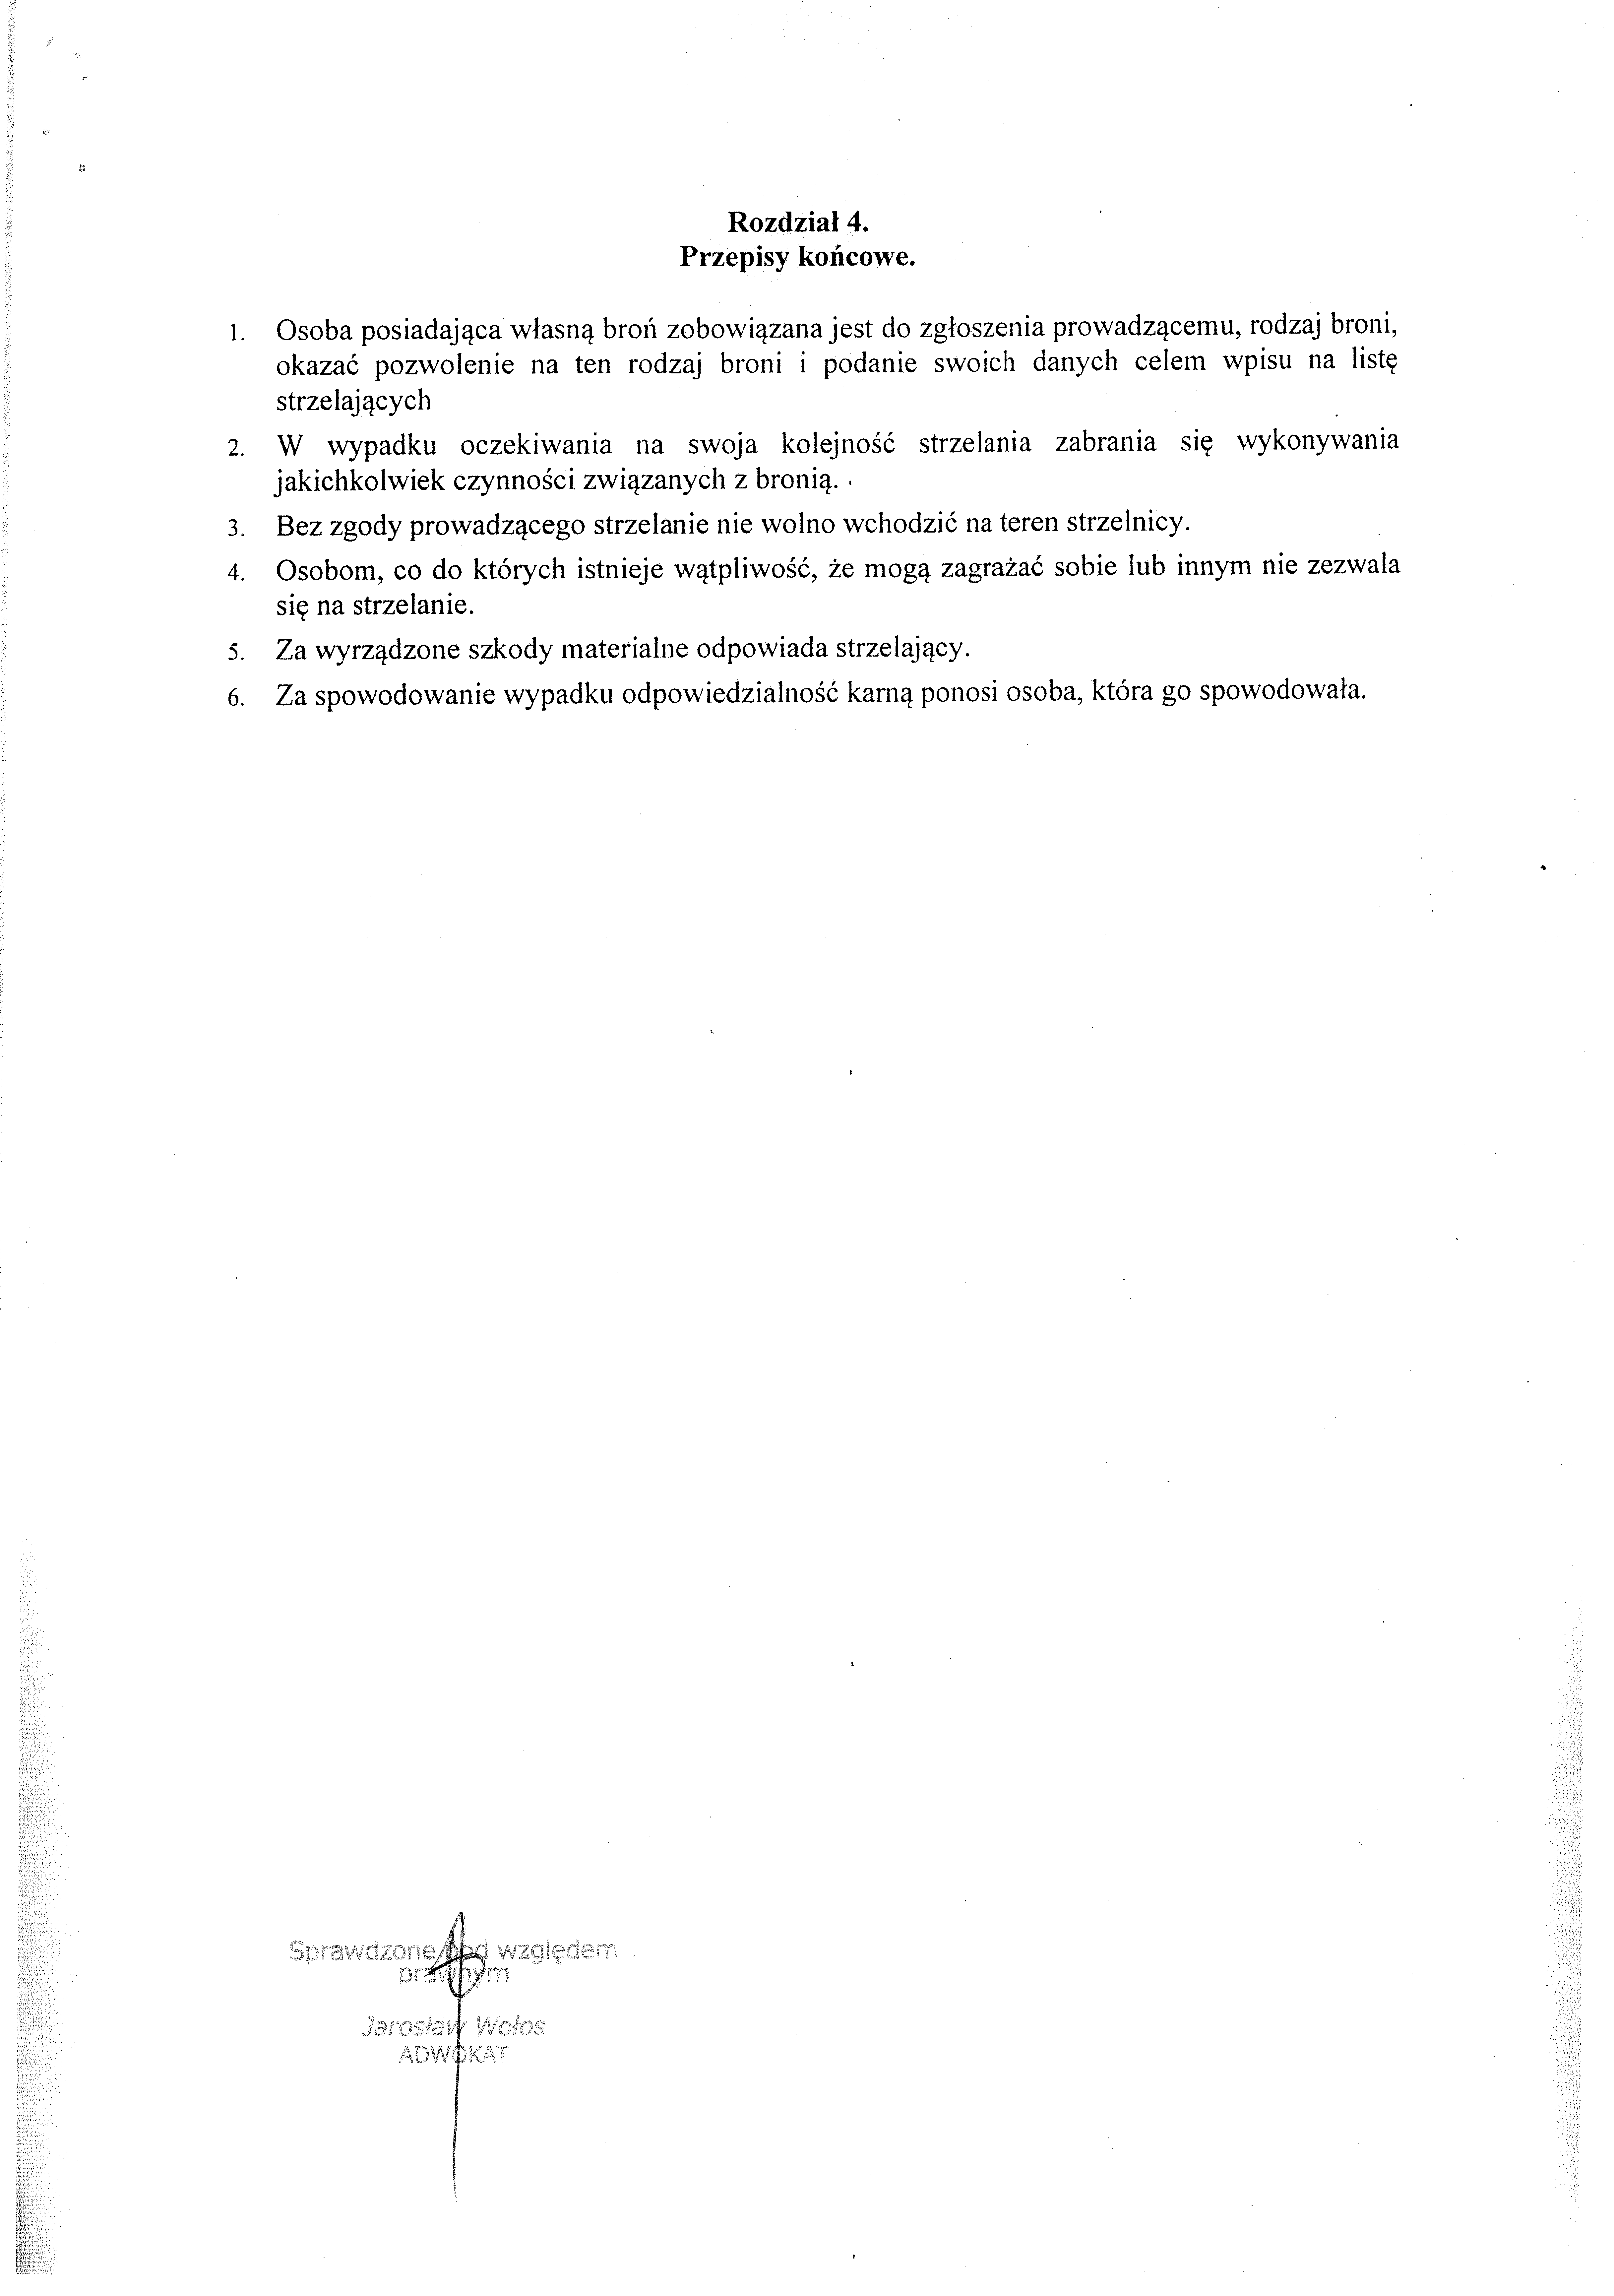 Rozdział 4.
Przepisy końcowe.
1. Osoba posiadająca własną broń zobowiązana jest do zgłoszenia prowadzącemu, rodzaj broni,
okazać pozwolenie na ten rodzaj broni i podanie swoich danych celem wpisu na listę
strzelających
2. W wypadku oczekiwania na swoja kolejność strzelania zabrania się wykonywania
jakichkolwiek czynności związanych z bronią.
3. Bez zgody prowadzącego strzelanie nie wolno wchodzić na teren strzelnicy.
4. Osobom, co do których istnieje wątpliwość, że mogą zagrażać sobie lub innym nie zezwala
się na strzelanie.
5. Za wyrządzone szkody materialne odpowiada strzelający.
6. Za spowodowanie wypadku odpowiedzialność karną ponosi osoba, która go spowodowała.
Sprawdzone pod względem
prawnym
Jarosław Wołos
ADWOKAT